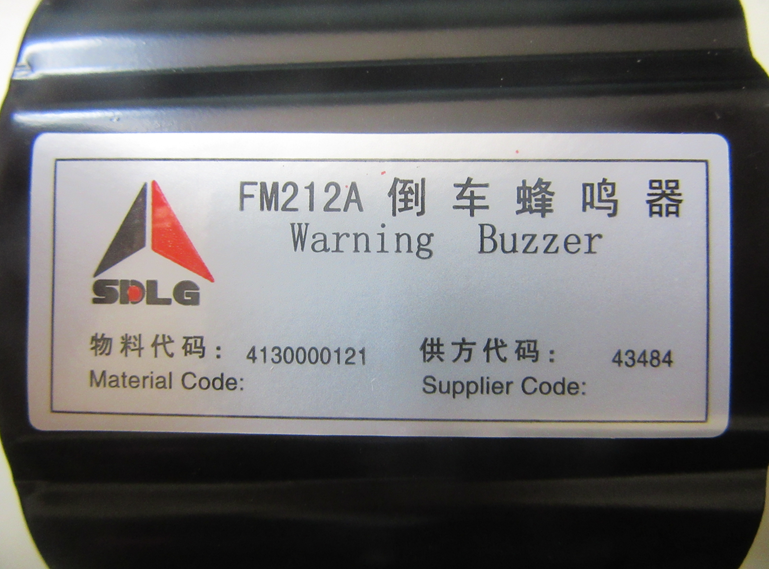 FM212A 倒车蜂鸣器
Warning Buzzer
SDLG
物料代码: 4130000121
Material Code:
供方代码: 43484
Supplier Code: